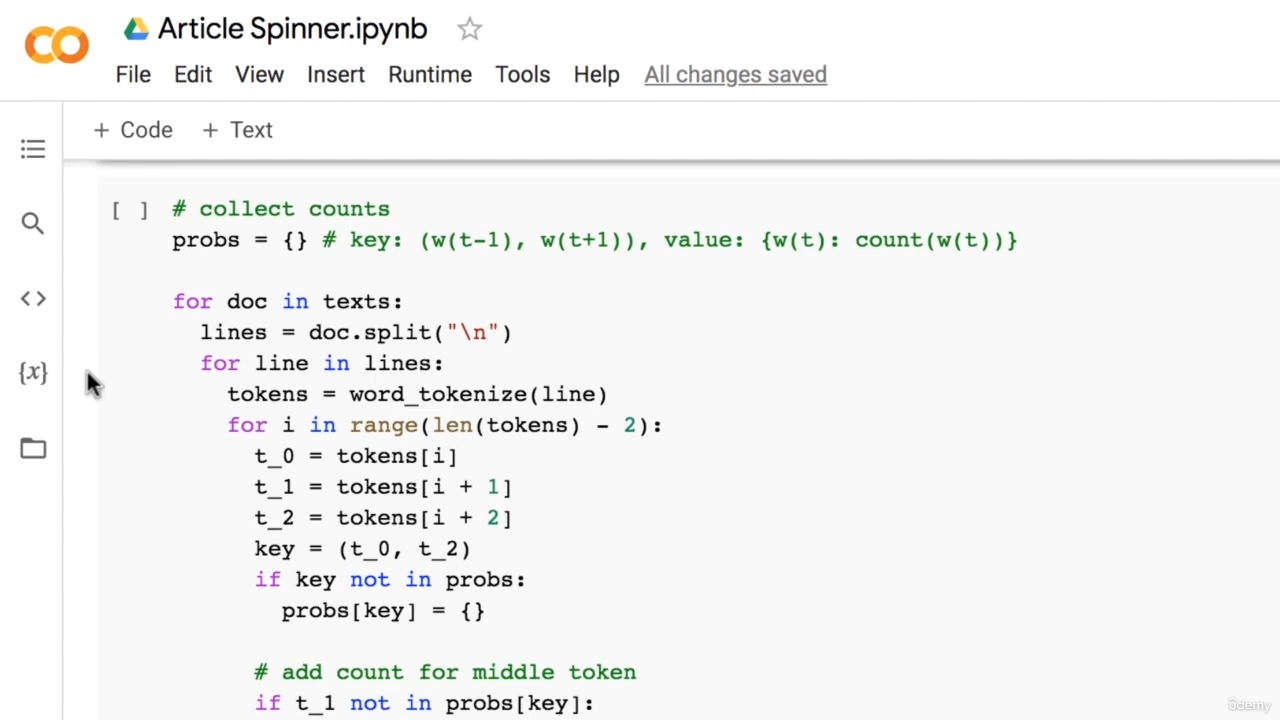 Article Spinner.ipynb
File Edit View Insert Runtime Tools Help All changes saved
+ Code + Text
[ ] # collect counts
probs = {} # key: (w(t-1), w(t+1)), value: {w(t): count(w(t))}
for doc in texts:
lines = doc.split("\n")
for line in lines:
tokens = word_tokenize(line)
for i in range(len(tokens) - 2):
t_0 = tokens[i]
t_1 = tokens[i + 1]
t_2 = tokens[i + 2]
key = (t_0, t_2)
if key not in probs:
probs[key] = {}
# add count for middle token
if t_1 not in probs[key]:
{x}
ûdemy